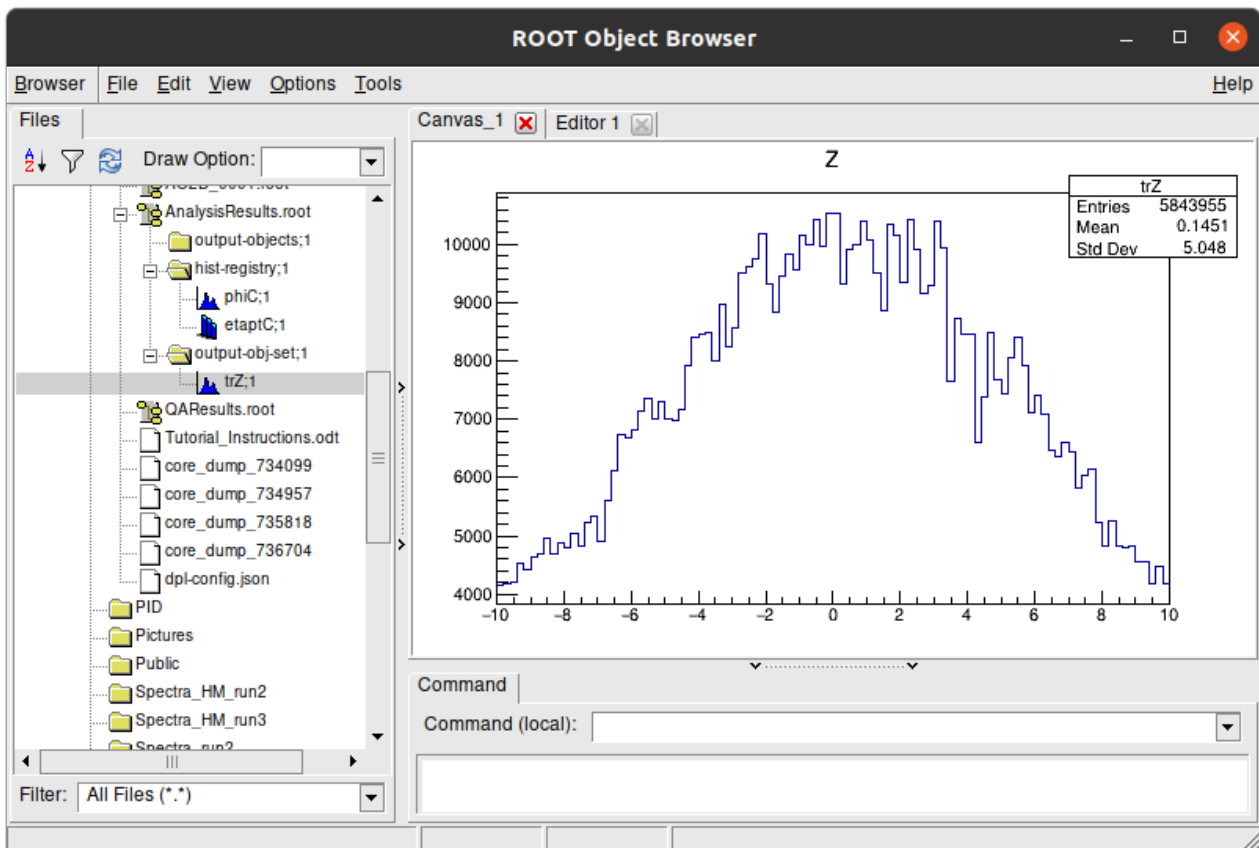 ROOT Object Browser
Browser File Edit View Options Tools Help
Files
Draw Option:
AnalysisResults.root
output-objects;1
hist-registry;1
phiC;1
etaptC;1
output-obj-set;1
trZ;1
QAResults.root
Tutorial_Instructions.odt
core_dump_734099
core_dump_734957
core_dump_735818
core_dump_736704
dpl-config.json
PID
Pictures
Public
Spectra_HM_run2
Spectra_HM_run3
Spectra_run2
Filter: All Files (*.*)
Canvas_1 Editor 1
Z
trZ
Entries 5843955
Mean 0.1451
Std Dev 5.048
10000
9000
8000
7000
6000
5000
4000
−10 −8 −6 −4 −2 0 2 4 6 8 10
Command
Command (local):